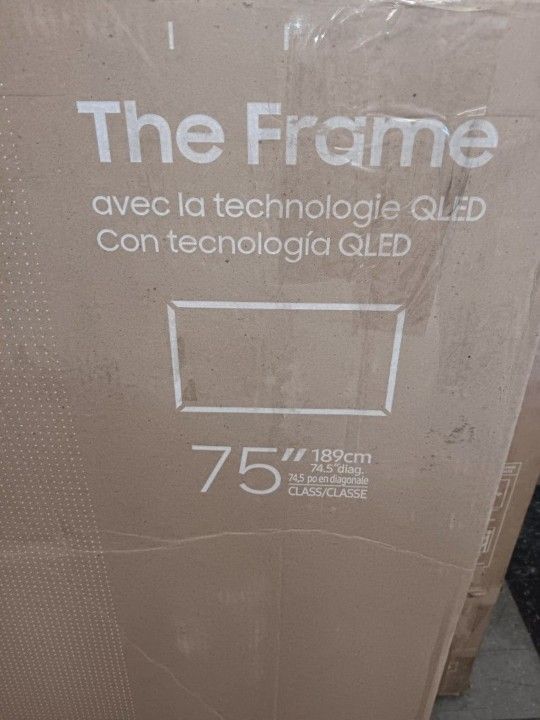 The Frame
avec la technologie QLED
Con tecnología QLED
75" 189cm
74.5" diag.
74,5 po en diagonale
CLASS/CLASSE